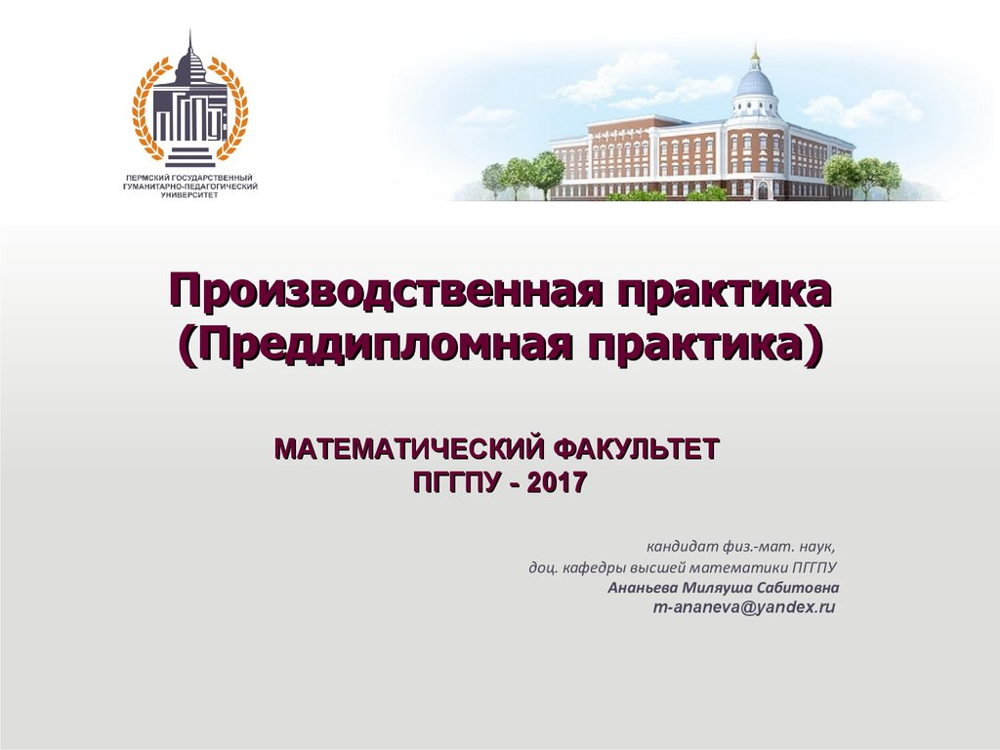 ПЕРМСКИЙ ГОСУДАРСТВЕННЫЙ
ГУМАНИТАРНО-ПЕДАГОГИЧЕСКИЙ
УНИВЕРСИТЕТ
Производственная практика
(Преддипломная практика)
МАТЕМАТИЧЕСКИЙ ФАКУЛЬТЕТ
ПГГПУ - 2017
кандидат физ.-мат. наук,
доц. кафедры высшей математики ПГГПУ
Ананьева Миляуша Сабитовна
m-ananeva@yandex.ru